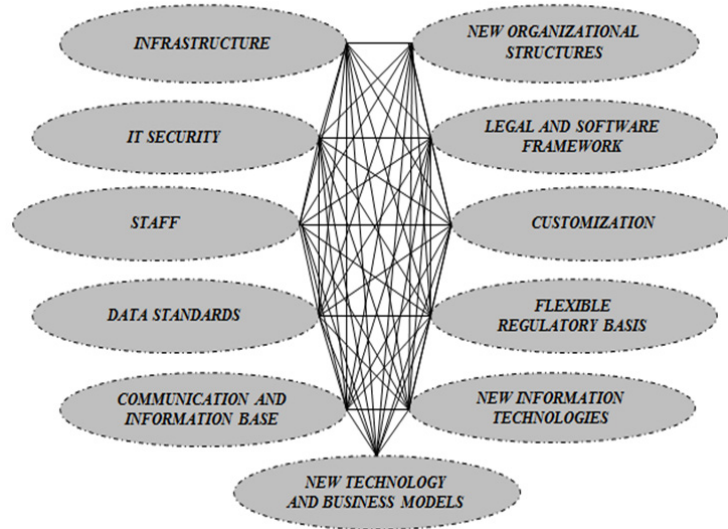 INFRASTRUCTURE
NEW ORGANIZATIONAL
STRUCTURES
IT SECURITY
LEGAL AND SOFTWARE
FRAMEWORK
STAFF
CUSTOMIZATION
DATA STANDARDS
FLEXIBLE
REGULATORY BASIS
COMMUNICATION AND
INFORMATION BASE
NEW INFORMATION
TECHNOLOGIES
NEW TECHNOLOGY
AND BUSINESS MODELS